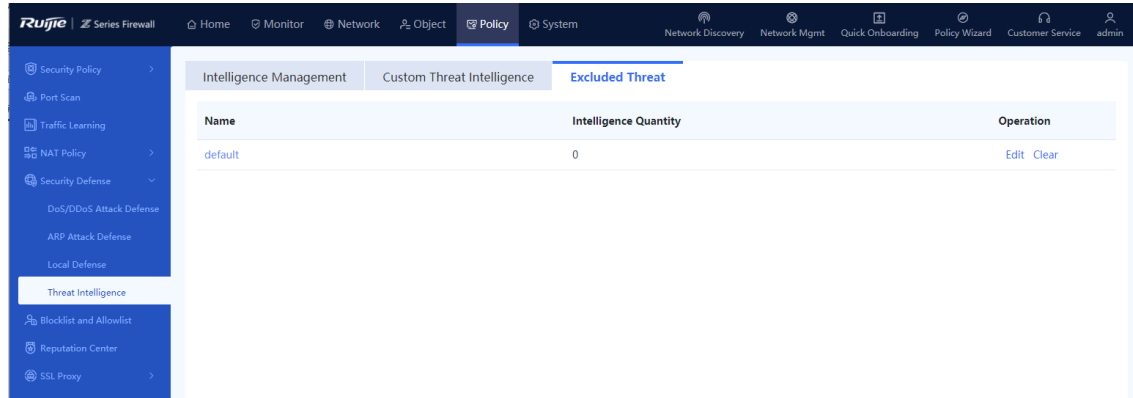 Ruijie | Z Series Firewall
Home Monitor Network Object Policy System
Network Discovery Network Mgmt Quick Onboarding Policy Wizard Customer Service admin
Security Policy
Port Scan
Traffic Learning
NAT Policy
Security Defense
DoS/DDoS Attack Defense
ARP Attack Defense
Local Defense
Threat Intelligence
Blocklist and Allowlist
Reputation Center
SSL Proxy
Intelligence Management Custom Threat Intelligence Excluded Threat
Name Intelligence Quantity Operation
default 0 Edit Clear